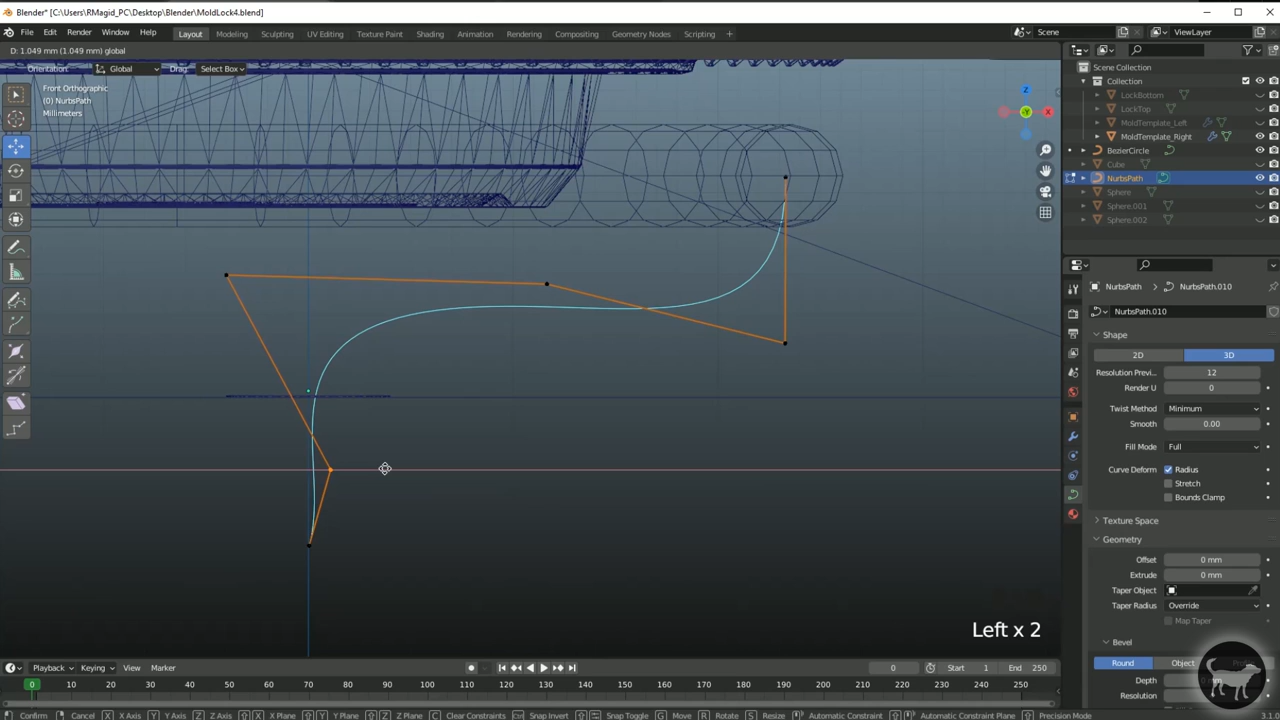 Blender* [C:\Users\RMagid_PC\Desktop\Blender\MoldLock4.blend]
File Edit Render Window Help Layout Modeling Sculpting UV Editing Texture Paint Shading Animation Rendering Compositing Geometry Nodes Scripting Scene ViewLayer
D: 1.049 mm (1.049 mm) global
Orientation: Global Drag: Select Box
Front Orthographic
(0) NurbsPath
Millimeters
Z
Y
X
Scene Collection
Collection
LockBottom
LockTop
MoldTemplate_Left
MoldTemplate_Right
BezierCircle
Cube
NurbsPath
Sphere
Sphere.001
Sphere.002
NurbsPath > NurbsPath.010
NurbsPath.010
Shape
2D 3D
Resolution Previ... 12
Render U 0
Twist Method Minimum
Smooth 0.00
Fill Mode Full
Curve Deform Radius
Stretch
Bounds Clamp
Texture Space
Geometry
Offset 0 mm
Extrude 0 mm
Taper Object
Taper Radius Override
Map Taper
Bevel
Round Object
Depth
Resolution
Left x 2
Playback Keying View Marker 0 Start 1 End 250
0 10 20 30 40 50 60 70 80 90 100 110 120 130 140 150 160 170 180 190 200 210 220 230 240 250
Confirm Cancel X X Axis Y Y Axis Z Z Axis X X Plane Y Y Plane Z Z Plane C Clear Constraints Snap Invert Snap Toggle G Move R Rotate S Resize Automatic Constraint Automatic Constraint Plane Precision Mode